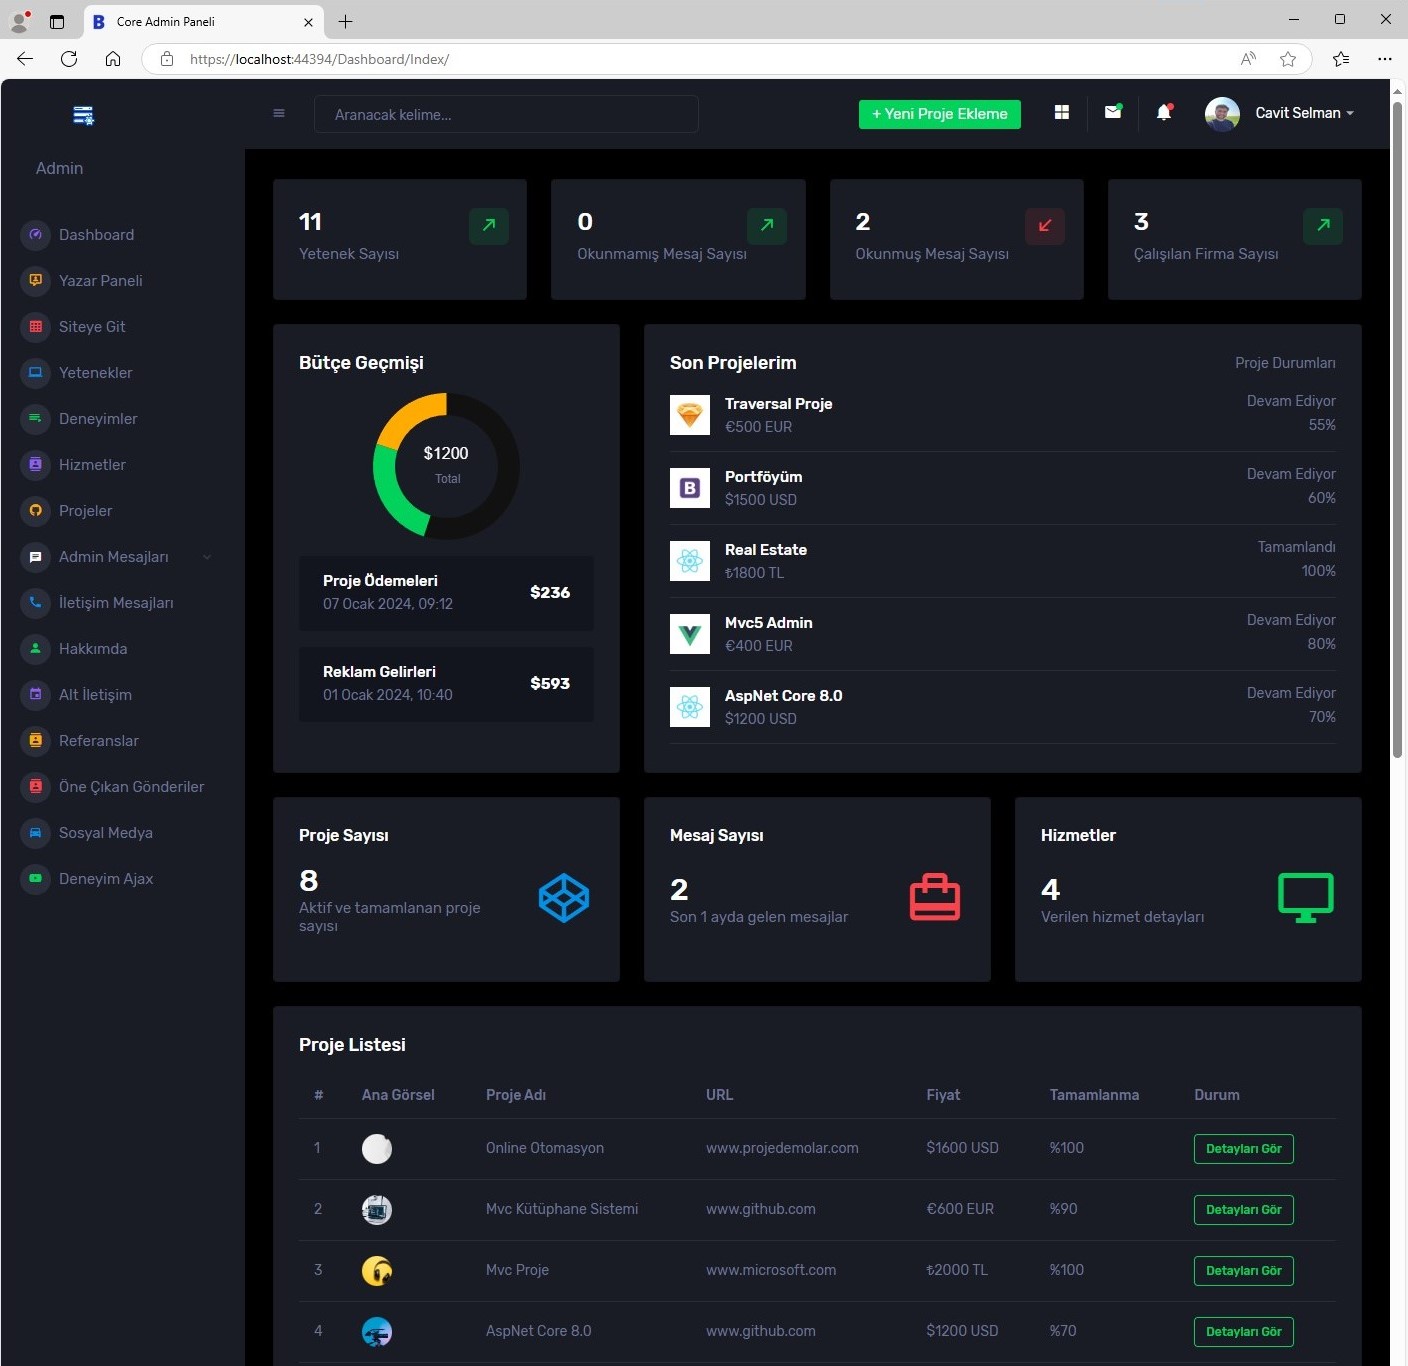 Core Admin Paneli
https://localhost:44394/Dashboard/Index/
Aranacak kelime...
+ Yeni Proje Ekleme
Cavit Selman
Admin
Dashboard
Yazar Paneli
Siteye Git
Yetenekler
Deneyimler
Hizmetler
Projeler
Admin Mesajları
İletişim Mesajları
Hakkımda
Alt İletişim
Referanslar
Öne Çıkan Gönderiler
Sosyal Medya
Deneyim Ajax
11
Yetenek Sayısı
0
Okunmamış Mesaj Sayısı
2
Okunmuş Mesaj Sayısı
3
Çalışılan Firma Sayısı
Bütçe Geçmişi
$1200
Total
Proje Ödemeleri
07 Ocak 2024, 09:12
$236
Reklam Gelirleri
01 Ocak 2024, 10:40
$593
Son Projelerim
Proje Durumları
Traversal Proje
€500 EUR
Devam Ediyor
55%
Portföyüm
$1500 USD
Devam Ediyor
60%
Real Estate
₺1800 TL
Tamamlandı
100%
Mvc5 Admin
€400 EUR
Devam Ediyor
80%
AspNet Core 8.0
$1200 USD
Devam Ediyor
70%
Proje Sayısı
8
Aktif ve tamamlanan proje
sayısı
Mesaj Sayısı
2
Son 1 ayda gelen mesajlar
Hizmetler
4
Verilen hizmet detayları
Proje Listesi
# Ana Görsel Proje Adı URL Fiyat Tamamlanma Durum
1 Online Otomasyon www.projedemolar.com $1600 USD %100 Detayları Gör
2 Mvc Kütüphane Sistemi www.github.com €600 EUR %90 Detayları Gör
3 Mvc Proje www.microsoft.com ₺2000 TL %100 Detayları Gör
4 AspNet Core 8.0 www.github.com $1200 USD %70 Detayları Gör